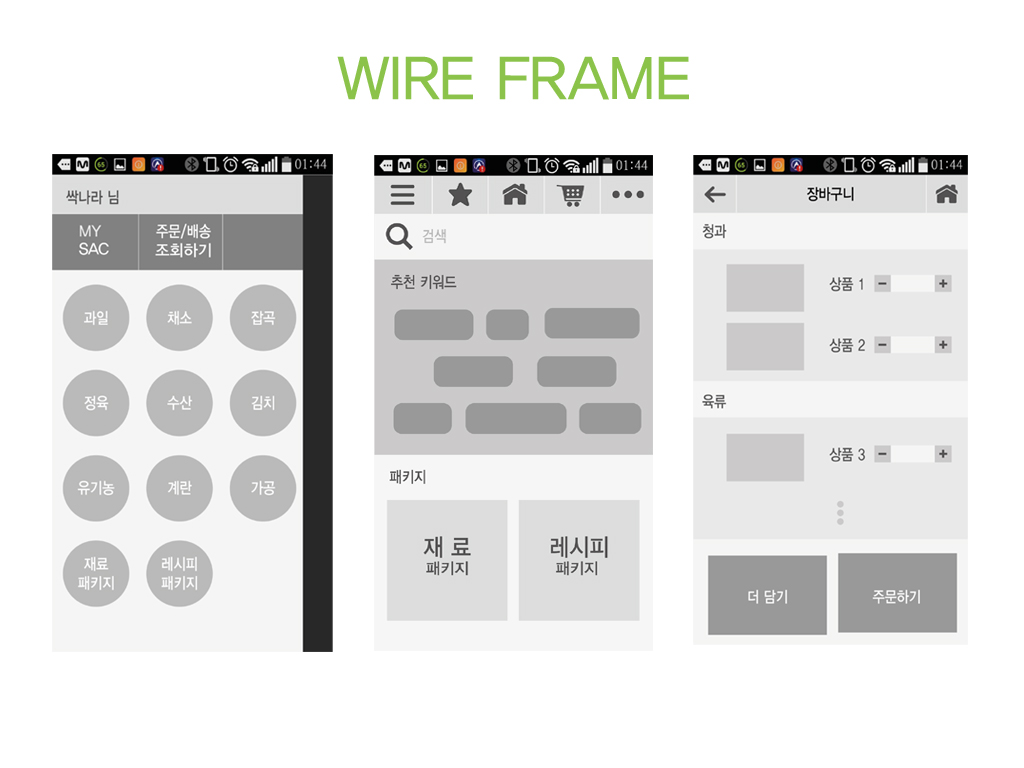 WIRE FRAME
65
01:44
싹나라 님
MY
SAC
주문/배송
조회하기
과일
채소
잡곡
정육
수산
김치
유기농
계란
가공
재료
패키지
레시피
패키지
65
01:44
검색
추천 키워드
패키지
재 료
패키지
레시피
패키지
65
01:44
장바구니
청과
상품 1
상품 2
육류
상품 3
더 담기
주문하기